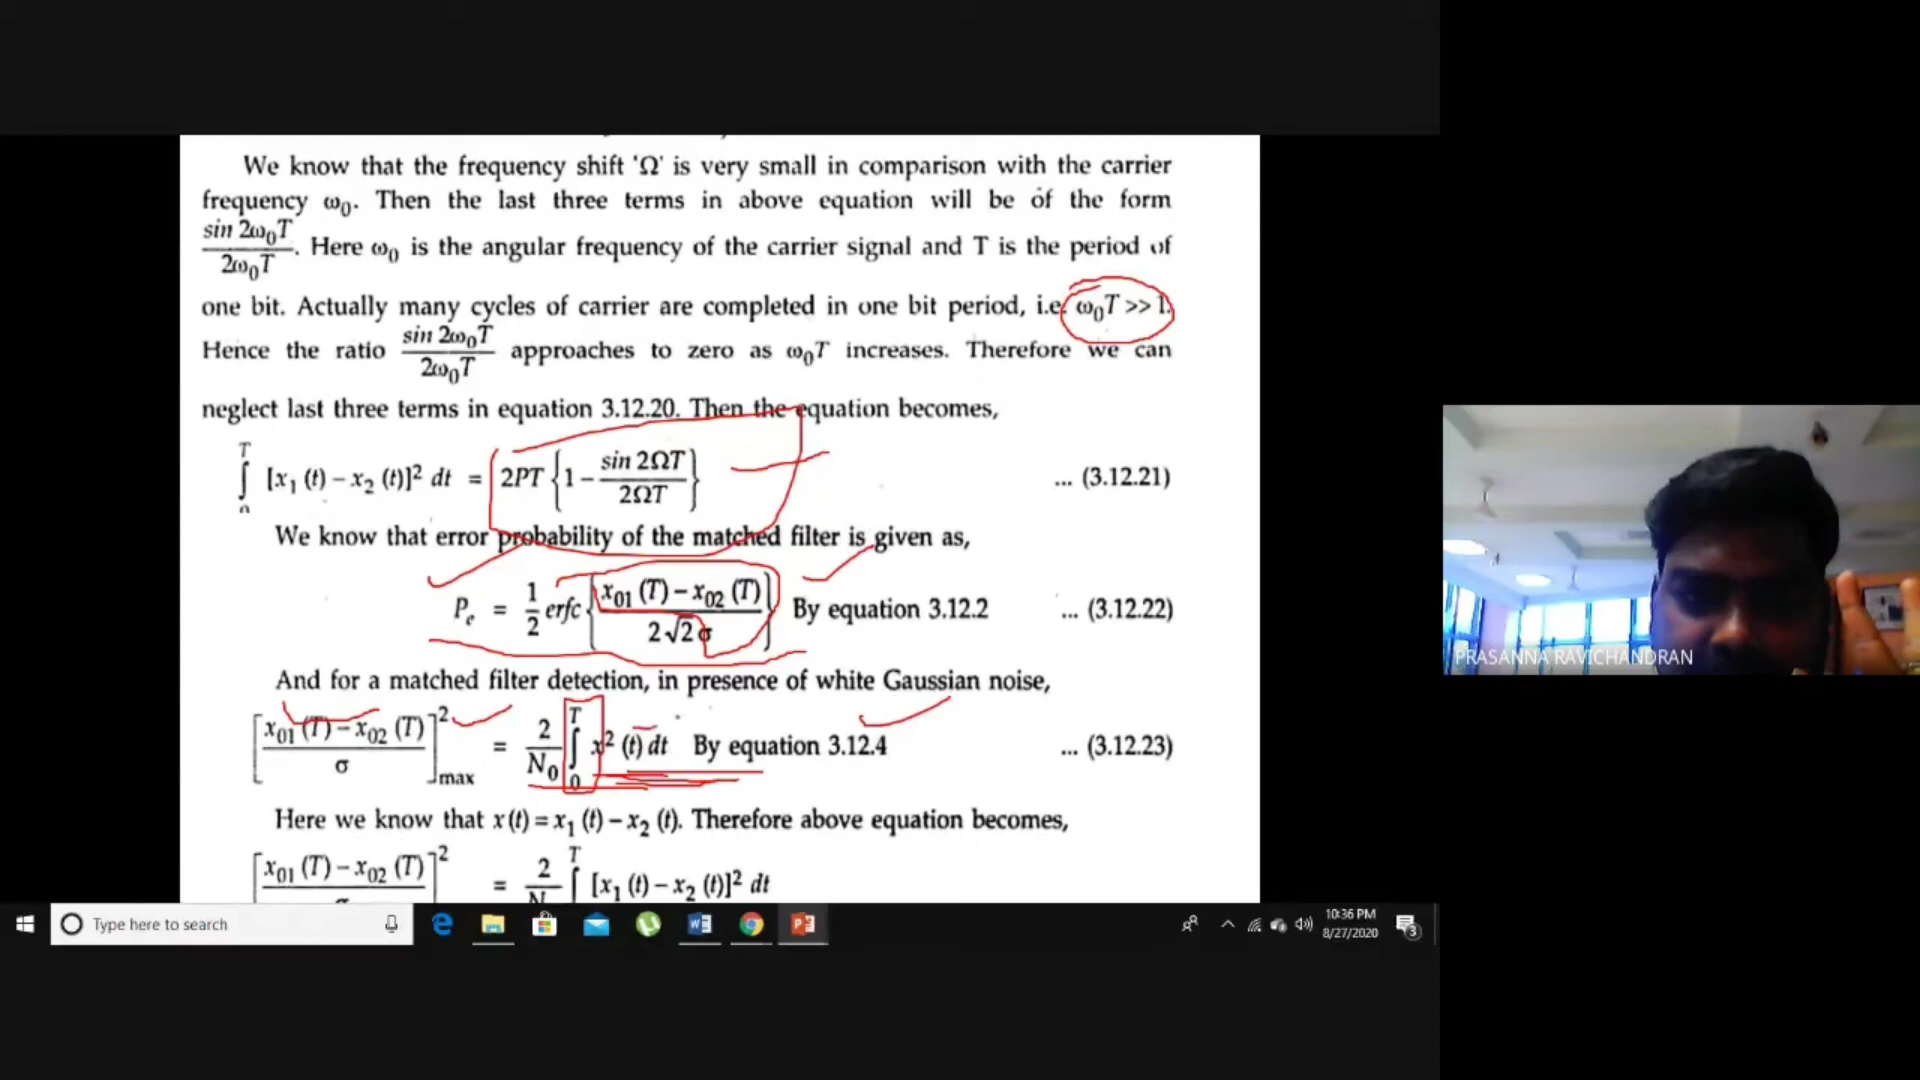 We know that the frequency shift 'Ω' is very small in comparison with the carrier
frequency ω₀. Then the last three terms in above equation will be of the form
sin 2ω₀T / 2ω₀T. Here ω₀ is the angular frequency of the carrier signal and T is the period of
one bit. Actually many cycles of carrier are completed in one bit period, i.e. ω₀T >> 1.
Hence the ratio sin 2ω₀T / 2ω₀T approaches to zero as ω₀T increases. Therefore we can
neglect last three terms in equation 3.12.20. Then the equation becomes,
∫₀ᵀ [x₁ (t) – x₂ (t)]² dt = 2PT {1 – sin 2ΩT / 2ΩT} ... (3.12.21)
We know that error probability of the matched filter is given as,
Pₑ = 1/2 erfc {x₀₁ (T) – x₀₂ (T) / 2√2 σ} By equation 3.12.2 ... (3.12.22)
And for a matched filter detection, in presence of white Gaussian noise,
[x₀₁ (T) – x₀₂ (T) / σ]²max = 2/N₀ ∫₀ᵀ x² (t) dt By equation 3.12.4 ... (3.12.23)
Here we know that x (t) = x₁ (t) – x₂ (t). Therefore above equation becomes,
[x₀₁ (T) – x₀₂ (T)]² = 2 ∫ᵀ [x₁ (t) – x₂ (t)]² dt
PRASANNA RAVICHANDRAN
Type here to search
10:36 PM
8/27/2020
3